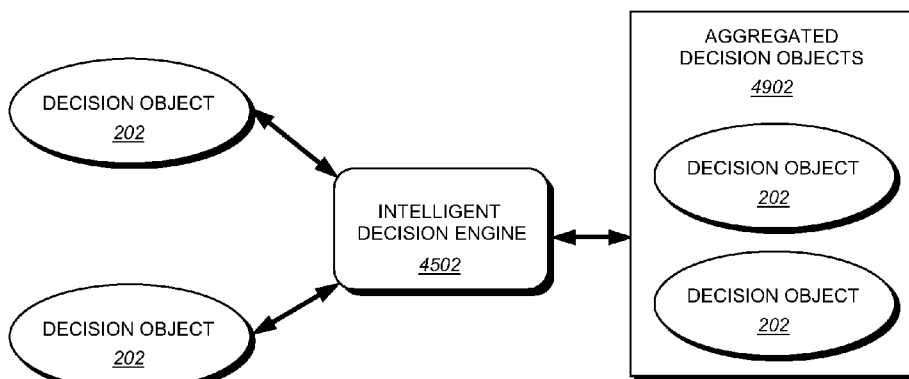 DECISION OBJECT
202
DECISION OBJECT
202
INTELLIGENT
DECISION ENGINE
4502
AGGREGATED
DECISION OBJECTS
4902
DECISION OBJECT
202
DECISION OBJECT
202